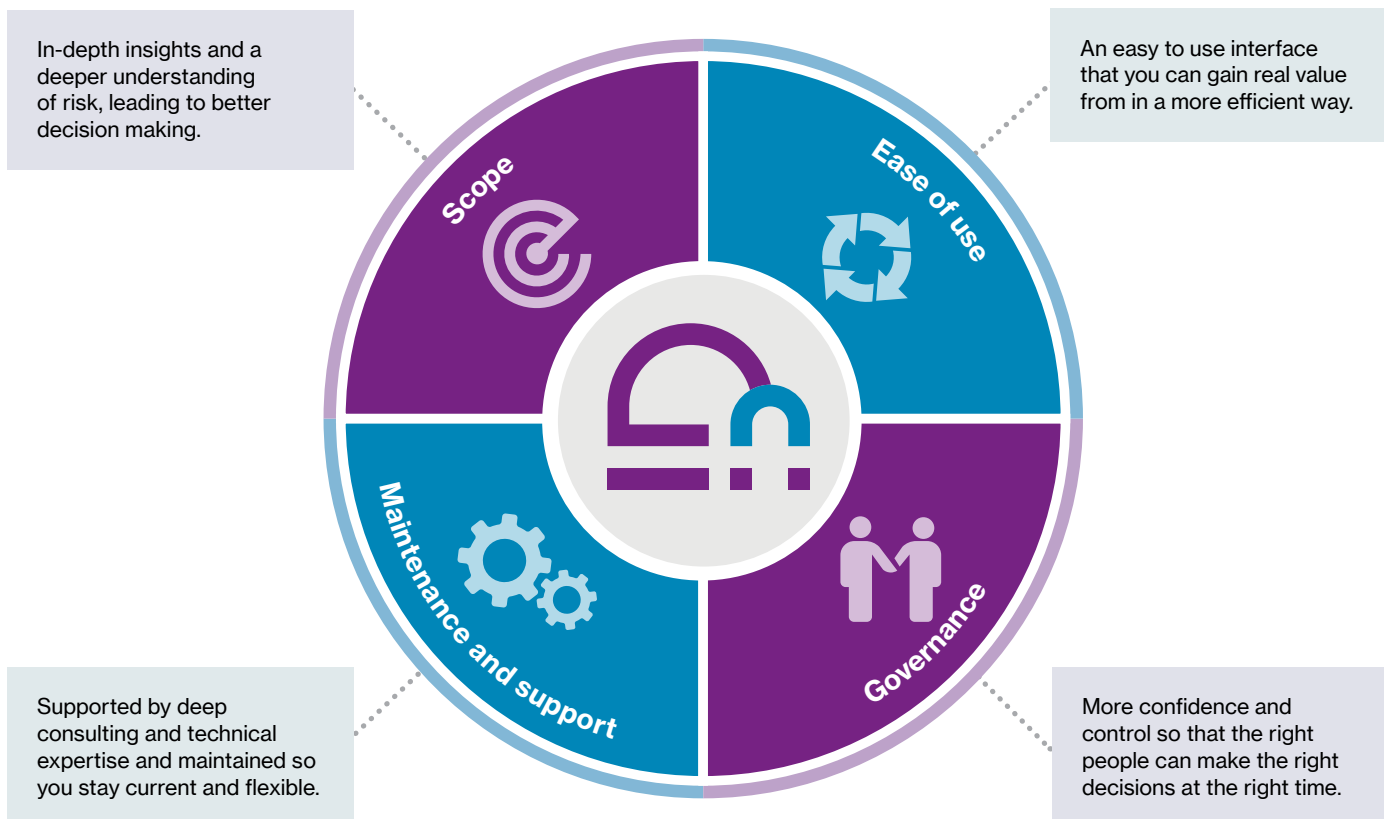 In-depth insights and a
deeper understanding
of risk, leading to better
decision making.
An easy to use interface
that you can gain real value
from in a more efficient way.
Scope
Ease of use
Maintenance and support
Governance
Supported by deep
consulting and technical
expertise and maintained so
you stay current and flexible.
More confidence and
control so that the right
people can make the right
decisions at the right time.